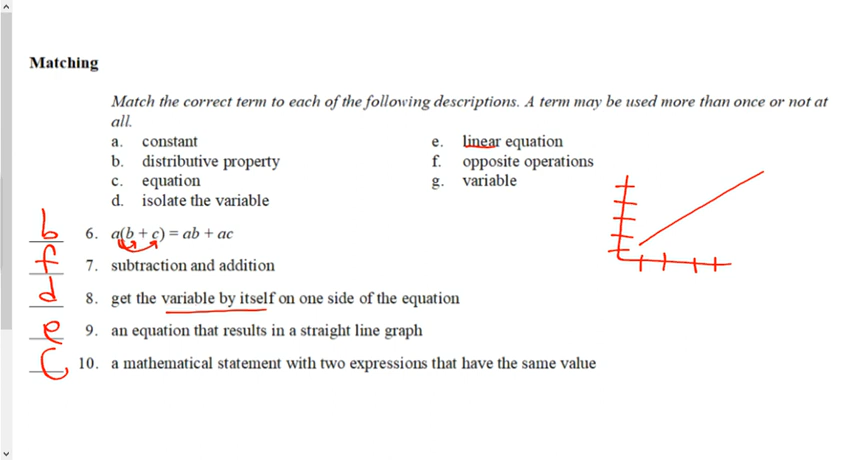 Matching
Match the correct term to each of the following descriptions. A term may be used more than once or not at
all.
a. constant
b. distributive property
c. equation
d. isolate the variable
e. linear equation
f. opposite operations
g. variable
b 6. a(b + c) = ab + ac
f 7. subtraction and addition
d 8. get the variable by itself on one side of the equation
e 9. an equation that results in a straight line graph
C 10. a mathematical statement with two expressions that have the same value